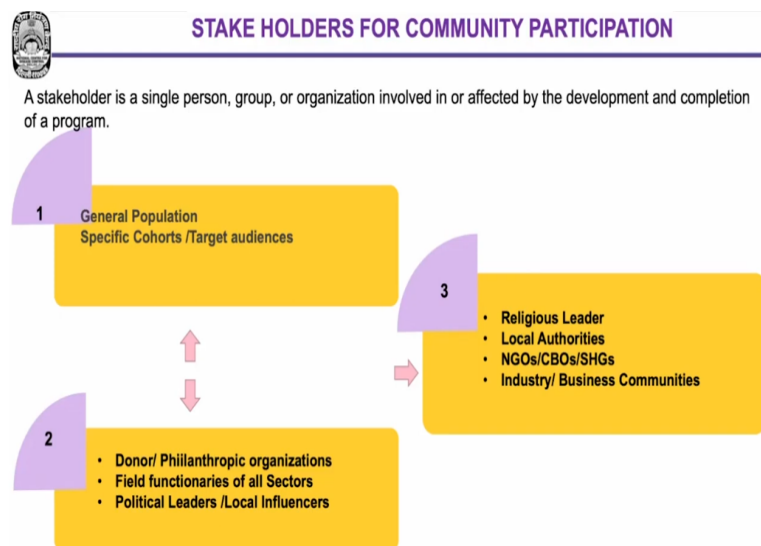 STAKE HOLDERS FOR COMMUNITY PARTICIPATION
A stakeholder is a single person, group, or organization involved in or affected by the development and completion
of a program.
1
General Population
Specific Cohorts /Target audiences
2
• Donor/ Phiilanthropic organizations
• Field functionaries of all Sectors
• Political Leaders /Local Influencers
3
• Religious Leader
• Local Authorities
• NGOs/CBOs/SHGs
• Industry/ Business Communities